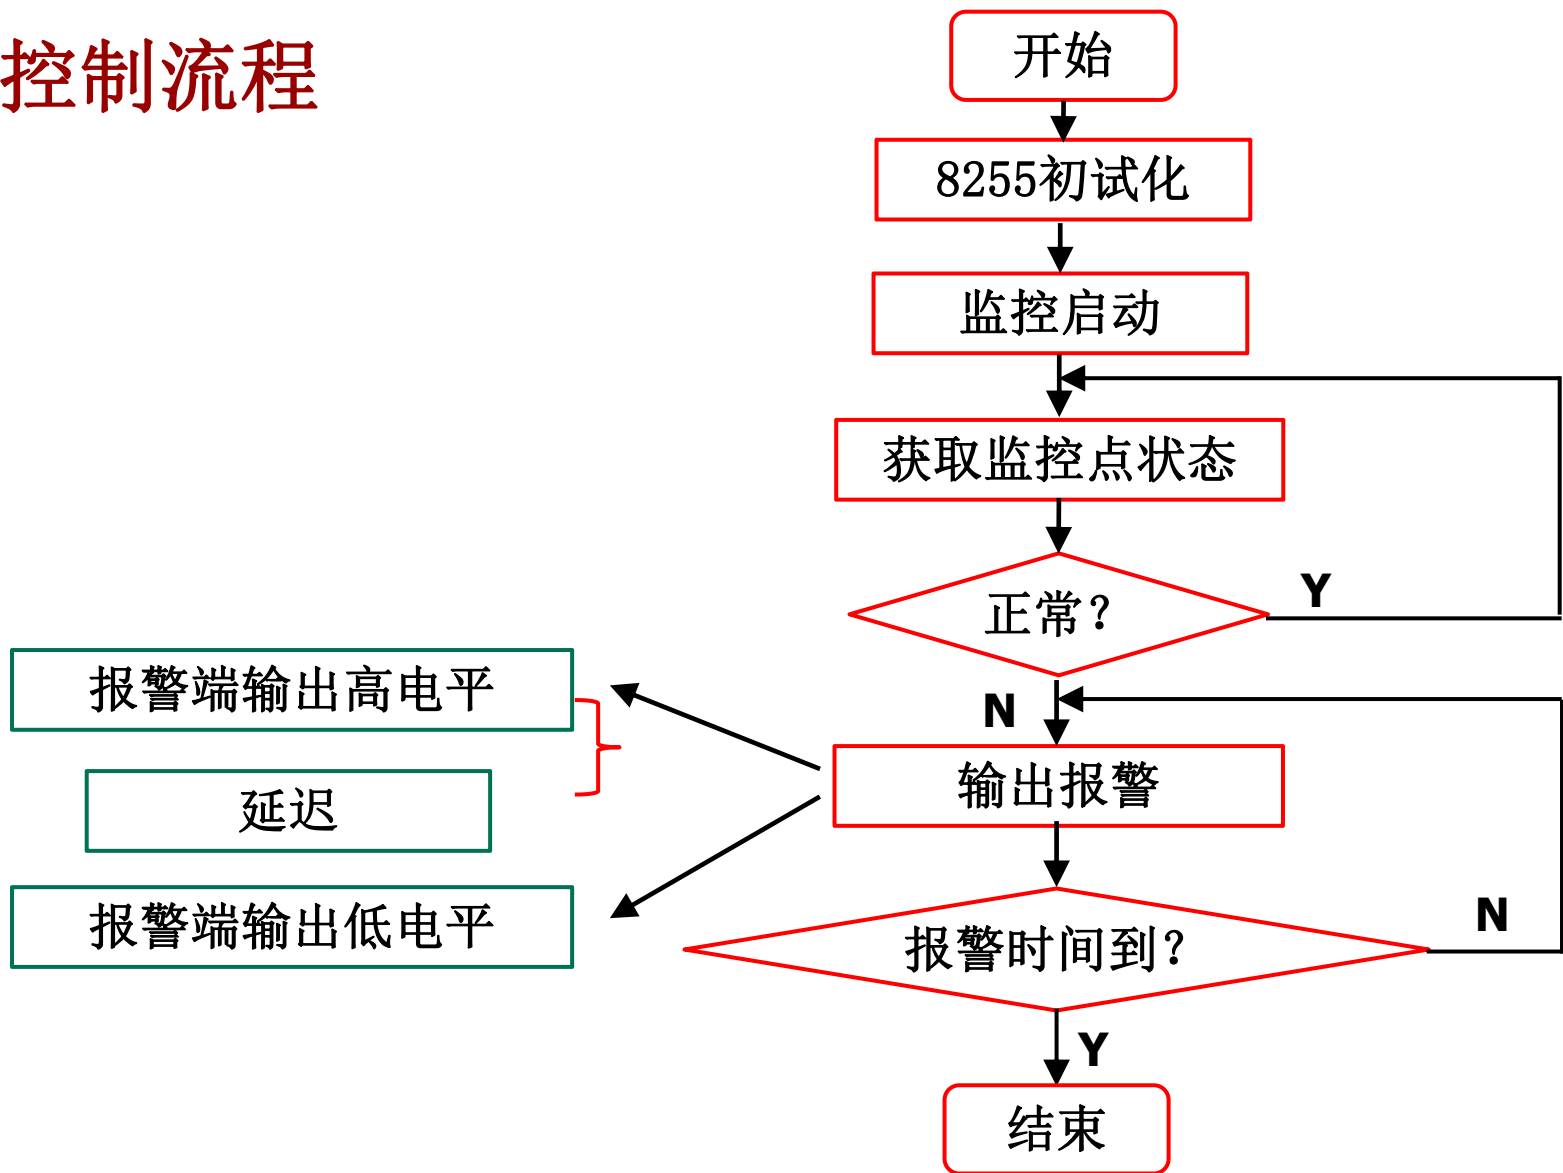 控制流程
开始
8255初试化
监控启动
获取监控点状态
正常?
Y
N
报警端输出高电平
延迟
报警端输出低电平
输出报警
报警时间到?
N
Y
结束